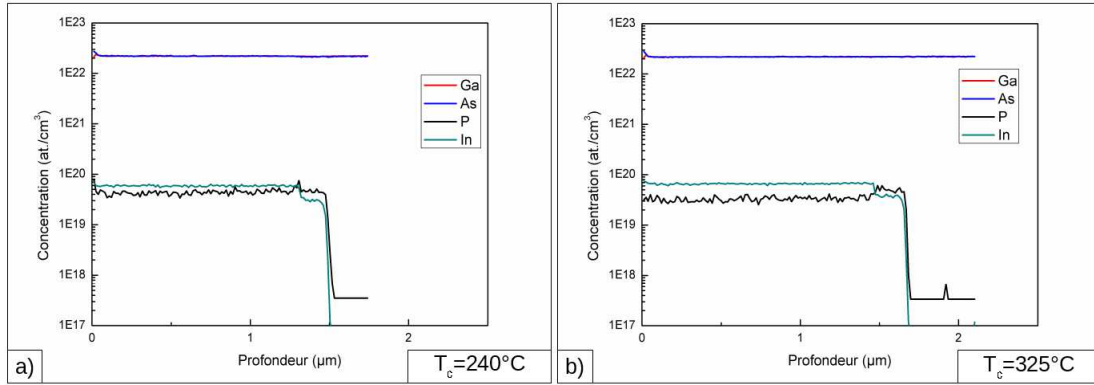 1E23
1E22
1E21
1E20
1E19
1E18
1E17
Concentration (at./cm³)
Ga
As
P
In
0
1
2
Profondeur (µm)
a)
T_c=240°C
1E23
1E22
1E21
1E20
1E19
1E18
1E17
Concentration (at./cm³)
Ga
As
P
In
0
1
2
Profondeur (µm)
b)
T_c=325°C